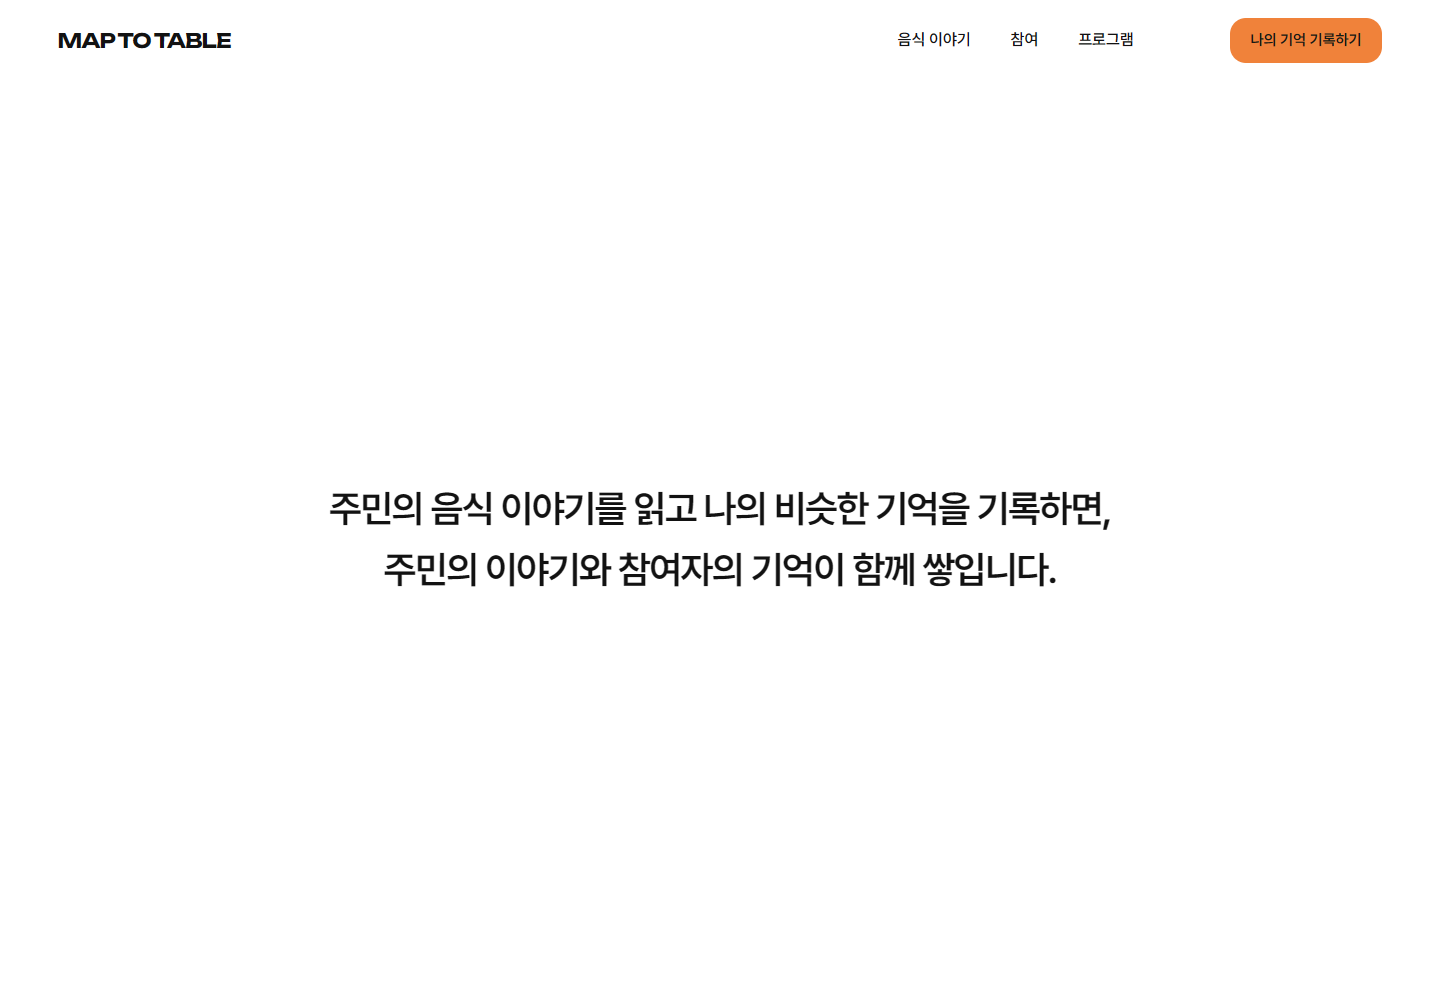 MAP TO TABLE
음식 이야기
참여
프로그램
나의 기억 기록하기
주민의 음식 이야기를 읽고 나의 비슷한 기억을 기록하면,
주민의 이야기와 참여자의 기억이 함께 쌓입니다.